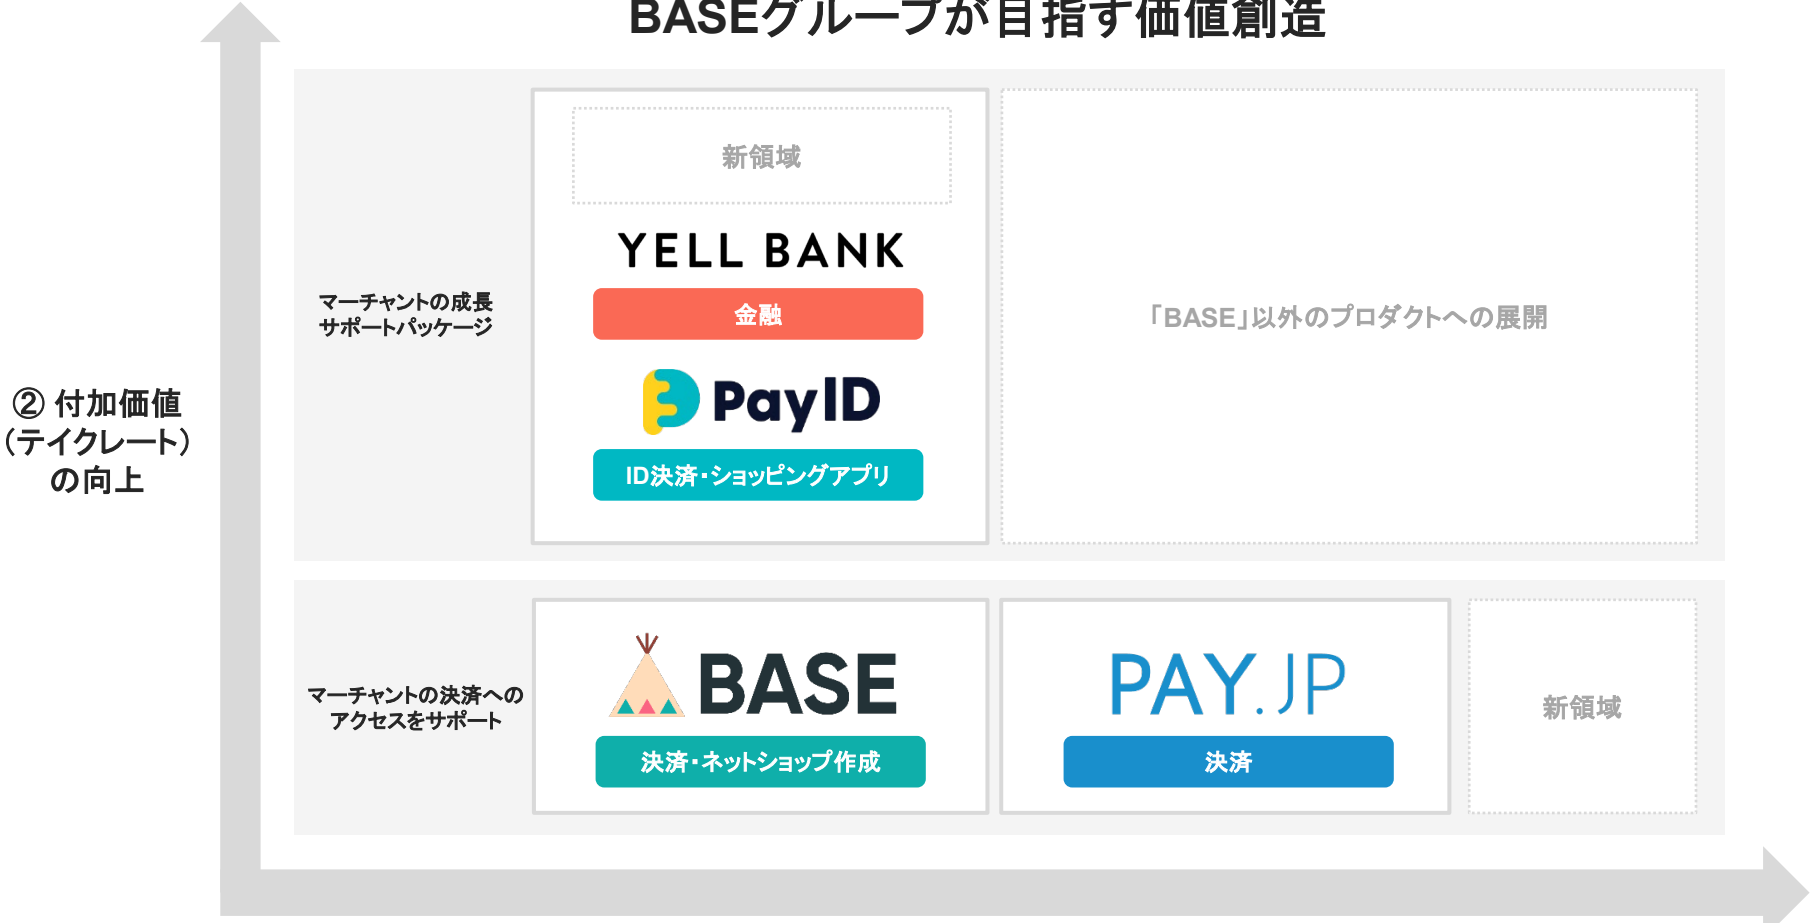 BASEグループが目指す価値創造
新領域
YELL BANK
金融
PayID
ID決済・ショッピングアプリ
マーチャントの成長
サポートパッケージ
「BASE」以外のプロダクトへの展開
② 付加価値
（テイクレート）
の向上
マーチャントの決済への
アクセスをサポート
BASE
決済・ネットショップ作成
PAY.JP
決済
新領域